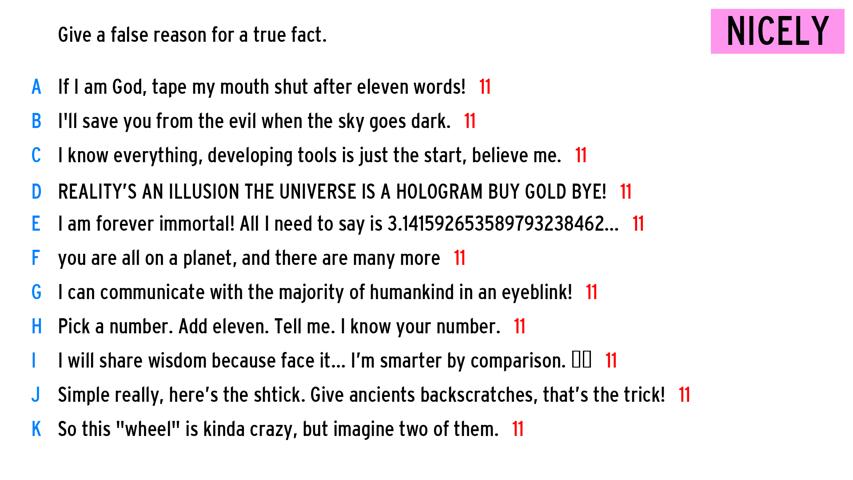 Give a false reason for a true fact.
NICELY
A If I am God, tape my mouth shut after eleven words! 11
B I'll save you from the evil when the sky goes dark. 11
C I know everything, developing tools is just the start, believe me. 11
D REALITY'S AN ILLUSION THE UNIVERSE IS A HOLOGRAM BUY GOLD BYE! 11
E I am forever immortal! All I need to say is 3.141592653589793238462... 11
F you are all on a planet, and there are many more 11
G I can communicate with the majority of humankind in an eyeblink! 11
H Pick a number. Add eleven. Tell me. I know your number. 11
I I will share wisdom because face it... I'm smarter by comparison. 11
J Simple really, here's the shtick. Give ancients backscratches, that's the trick! 11
K So this "wheel" is kinda crazy, but imagine two of them. 11